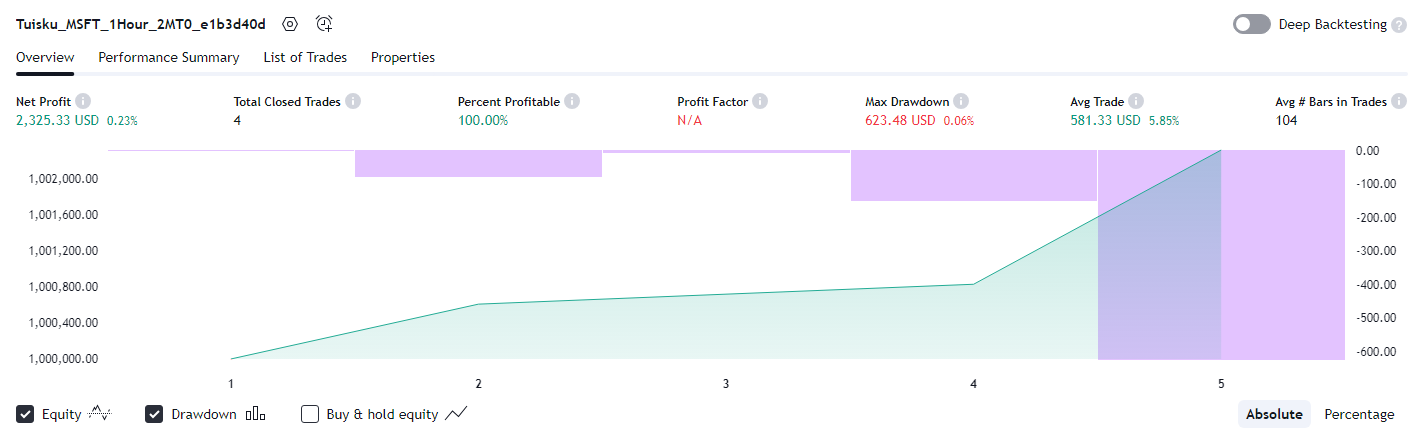 Tuisku_MSFT_1Hour_2MT0_e1b3d40d
Deep Backtesting ?
Overview Performance Summary List of Trades Properties
Net Profit i Total Closed Trades i Percent Profitable i Profit Factor i Max Drawdown i Avg Trade i Avg # Bars in Trades i
2,325.33 USD 0.23% 4 100.00% N/A 623.48 USD 0.06% 581.33 USD 5.85% 104
0.00
1,002,000.00 -100.00
1,001,600.00 -200.00
1,001,200.00 -300.00
1,000,800.00 -400.00
1,000,400.00 -500.00
1,000,000.00 -600.00
1 2 3 4 5
Equity Drawdown Buy & hold equity Absolute Percentage